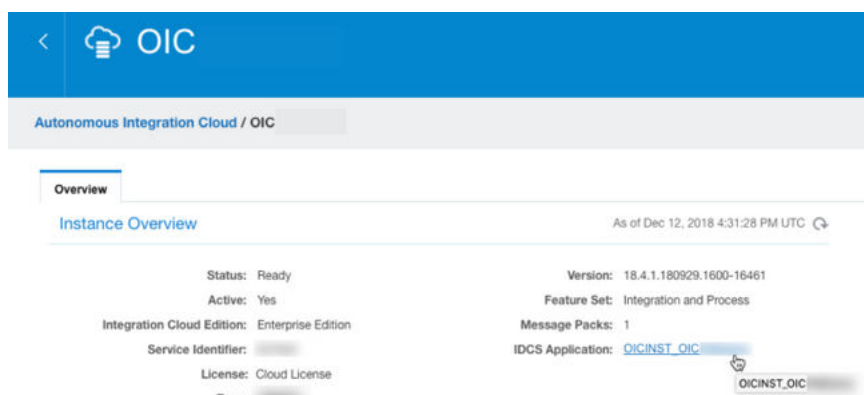 OIC
Autonomous Integration Cloud / OIC
Overview
Instance Overview
As of Dec 12, 2018 4:31:28 PM UTC
Status: Ready
Version: 18.4.1.180929.1600-16461
Active: Yes
Feature Set: Integration and Process
Integration Cloud Edition: Enterprise Edition
Message Packs: 1
Service Identifier:
IDCS Application: OICINST_OIC
License: Cloud License
OICINST_OIC